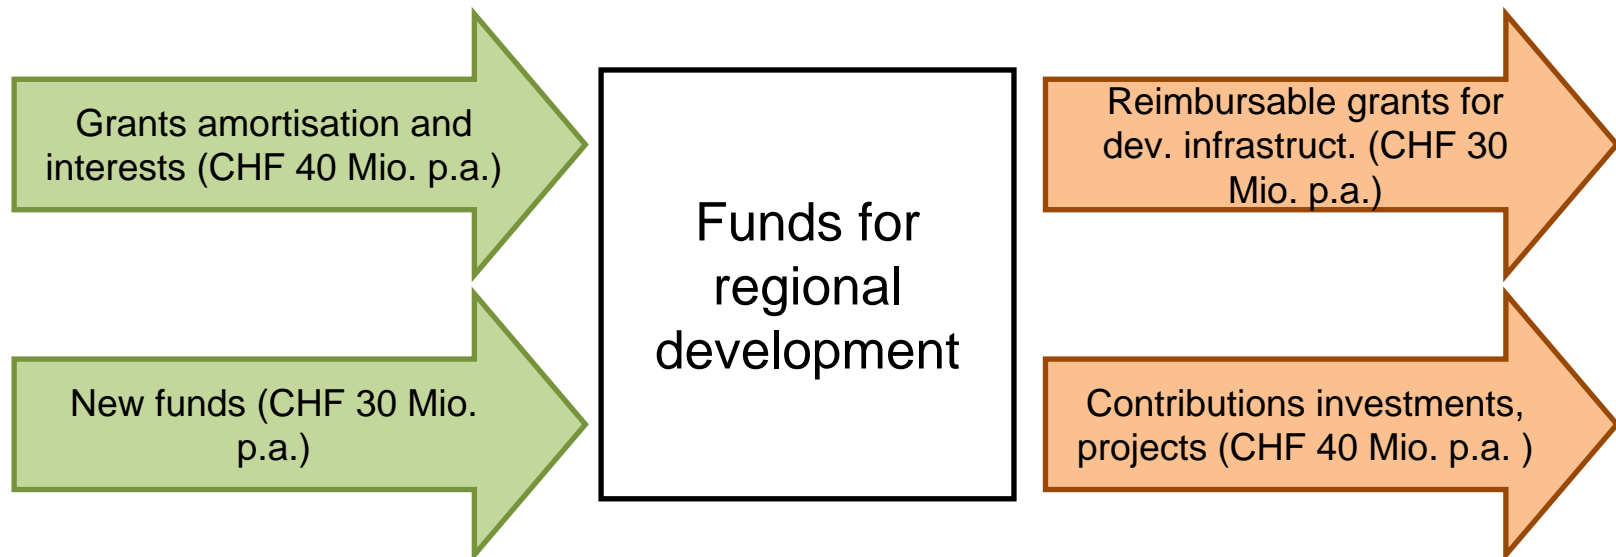 Grants amortisation and
interests (CHF 40 Mio. p.a.)
New funds (CHF 30 Mio.
p.a.)
Funds for
regional
development
Reimbursable grants for
dev. infrastruct. (CHF 30
Mio. p.a.)
Contributions investments,
projects (CHF 40 Mio. p.a. )